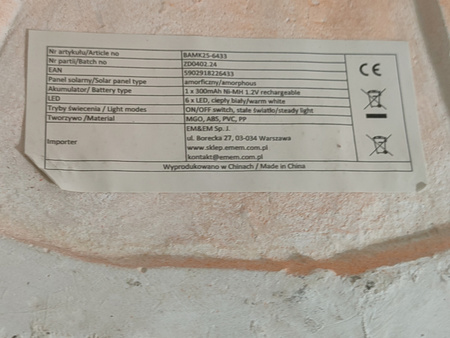 Nr artykułu/Article no BAMK25-6433
Nr partii/Batch no ZD0402.24
EAN 5902918226433
Panel solarny/Solar panel type amorficzny/amorphous
Akumulator/ Battery type 1 x 300mAh Ni-MH 1.2V rechargeable
LED 6 x LED, ciepły biały/warm white
Tryby świecenia / Light modes ON/OFF switch, stałe światło/steady light
Tworzywo /Material MGO, ABS, PVC, PP
Importer EM&EM Sp. J.
ul. Borecka 27, 03-034 Warszawa
www.sklep.emem.com.pl
kontakt@emem.com.pl
Wyprodukowano w Chinach / Made in China
CE